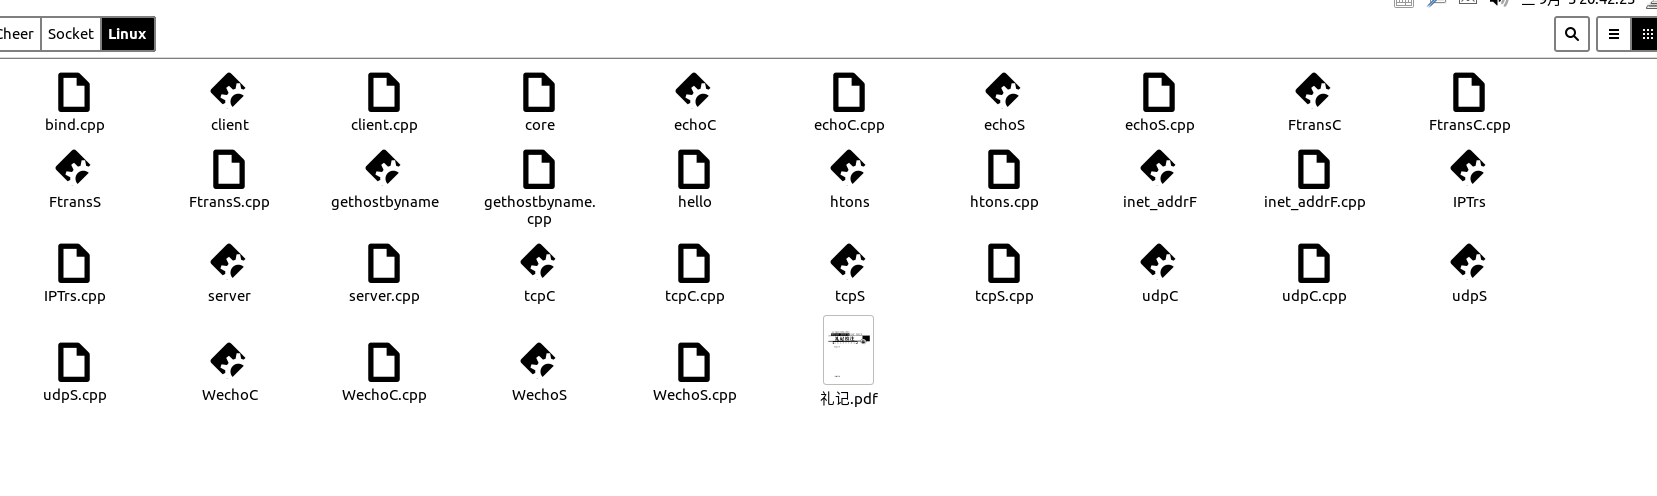 Cheer Socket Linux
bind.cpp client client.cpp core echoC echoC.cpp echoS echoS.cpp FtransC FtransC.cpp
FtransS FtransS.cpp gethostbyname gethostbyname. hello htons htons.cpp inet_addrF inet_addrF.cpp IPTrs
cpp
IPTrs.cpp server server.cpp tcpC tcpC.cpp tcpS tcpS.cpp udpC udpC.cpp udpS
udpS.cpp WechoC WechoC.cpp WechoS WechoS.cpp 礼记.pdf